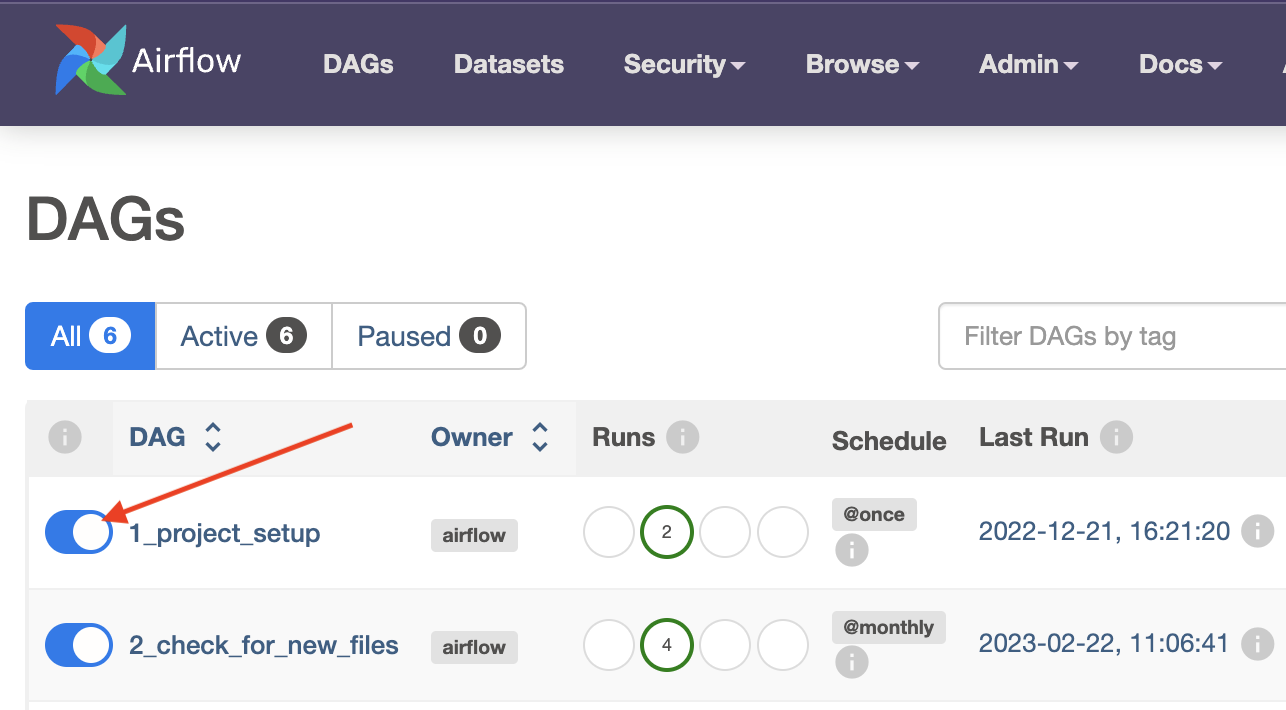 Airflow DAGs Datasets Security Browse Admin Docs
DAGs
All 6 Active 6 Paused 0 Filter DAGs by tag
DAG Owner Runs Schedule Last Run
1_project_setup airflow 2 @once 2022-12-21, 16:21:20
2_check_for_new_files airflow 4 @monthly 2023-02-22, 11:06:41